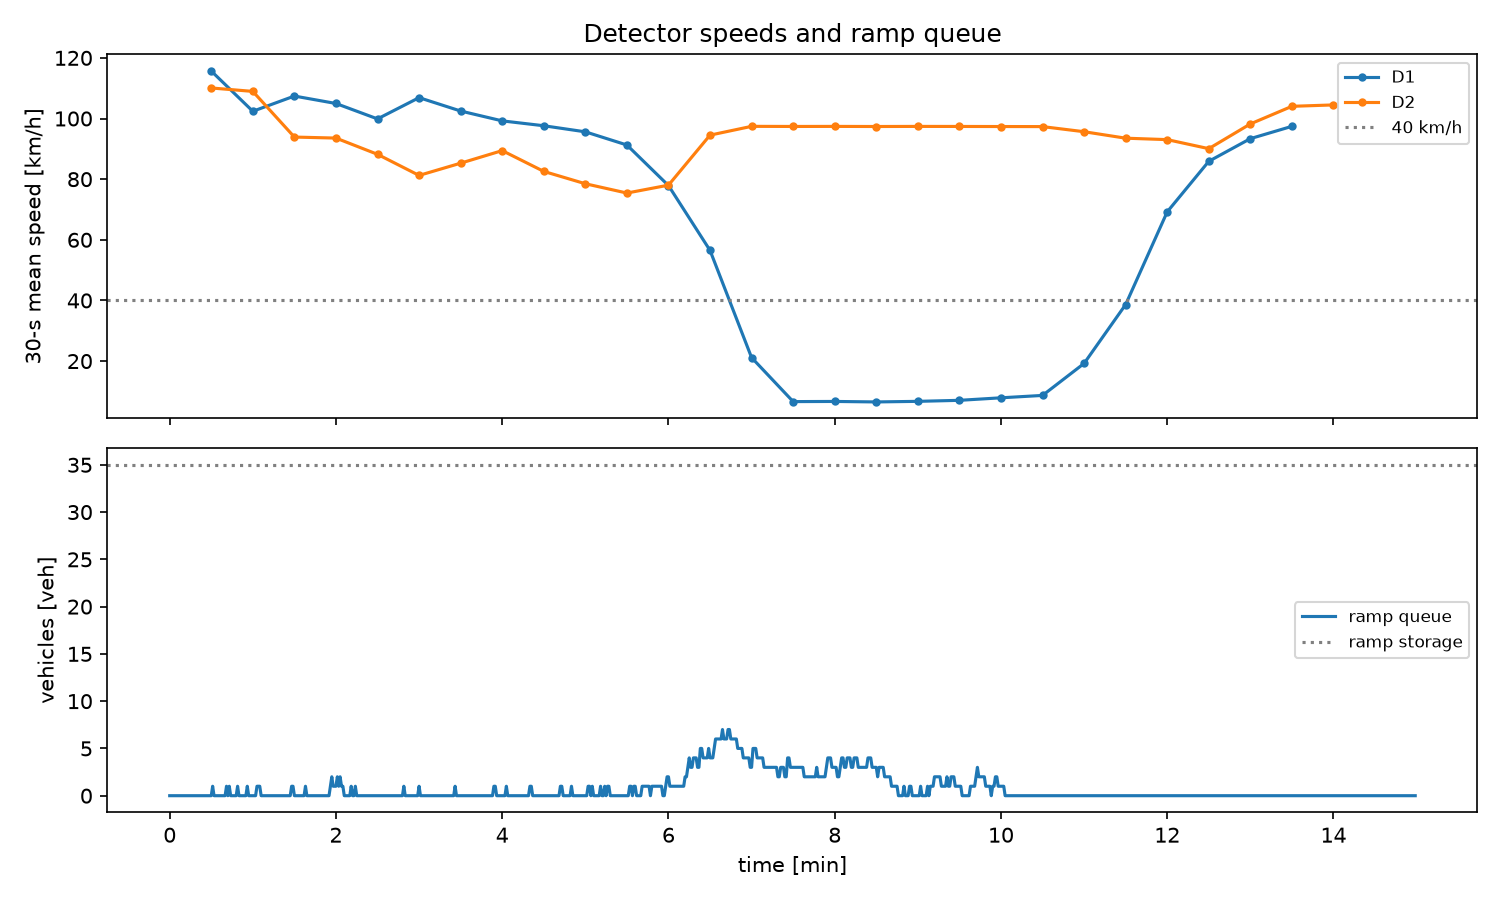 Detector speeds and ramp queue
30-s mean speed [km/h]
120
100
80
60
40
20
D1
D2
40 km/h
vehicles [veh]
35
30
25
20
15
10
5
0
ramp queue
ramp storage
0 2 4 6 8 10 12 14
time [min]